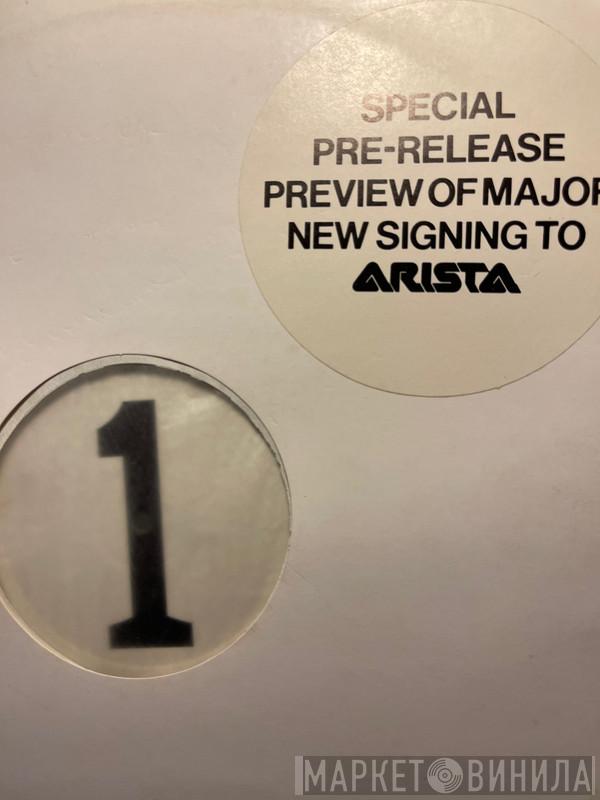 SPECIAL
PRE-RELEASE
PREVIEW OF MAJOR
NEW SIGNING TO
ARISTA
1
МАРКЕТ ВИНИЛА